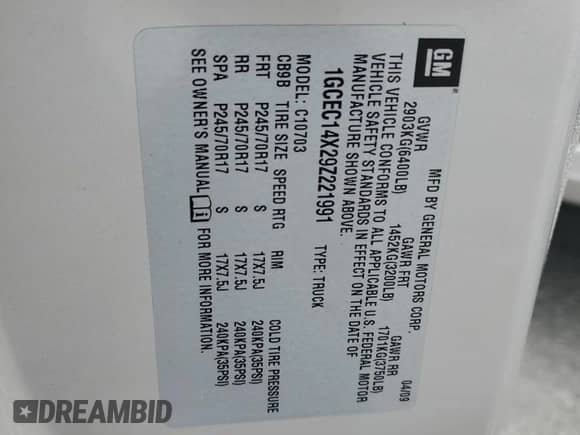 GM
MFD BY GENERAL MOTORS CORP. 04/09
GVWR GAWR FRT GAWR RR
2903KG(6400LB) 1452KG(3200LB) 1701KG(3750LB)
THIS VEHICLE CONFORMS TO ALL APPLICABLE U.S. FEDERAL MOTOR
VEHICLE SAFETY STANDARDS IN EFFECT ON THE DATE OF
MANUFACTURE SHOWN ABOVE.
1GCEC14X29Z221991 TYPE: TRUCK
MODEL: C10703
CB9B TIRE SIZE SPEED RTG RIM COLD TIRE PRESSURE
FRT P245/70R17 S 17X7.5J 240KPA(35PSI)
RR P245/70R17 S 17X7.5J 240KPA(35PSI)
SPA P245/70R17 S 17X7.5J 240KPA(35PSI)
SEE OWNER'S MANUAL FOR MORE INFORMATION.
DREAMBID